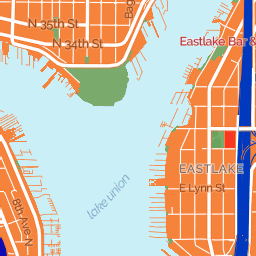 N 35th St
N 34th St
Bag
Eastlake Bar &
EASTLAKE
E Lynn St
lake union
8th Ave N